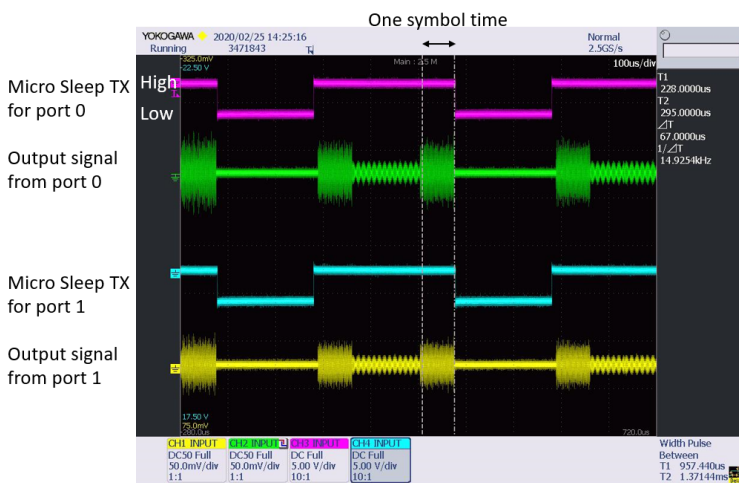 One symbol time
YOKOGAWA 2020/02/25 14:25:16 Normal
Running 3471843 2.5GS/s
325.0mV
22.50 V
Main : 2.5 M
100us/div
T1
228.0000us
T2
295.0000us
⊿T
67.0000us
1/⊿T
14.9254kHz
Micro Sleep TX
for port 0
High
Low
Output signal
from port 0
Micro Sleep TX
for port 1
Output signal
from port 1
17.50 V
75.0mV
-280.0us 720.0us
CH1 INPUT CH2 INPUT CH3 INPUT CH4 INPUT
DC50 Full DC50 Full DC Full DC Full
50.0mV/div 50.0mV/div 5.00 V/div 5.00 V/div
1:1 1:1 10:1 10:1
Width Pulse
Between
T1 957.440us
T2 1.37144ms